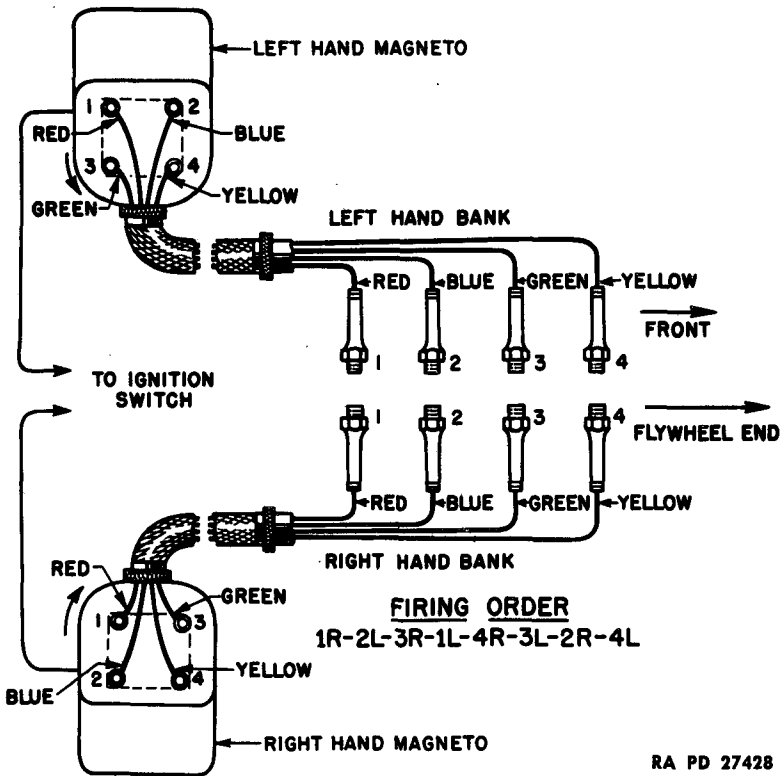 LEFT HAND MAGNETO
1 2
RED BLUE
3 4
GREEN YELLOW
LEFT HAND BANK
RED BLUE GREEN YELLOW
FRONT
1 2 3 4
TO IGNITION
SWITCH
1 2 3 4
FLYWHEEL END
RED BLUE GREEN YELLOW
RIGHT HAND BANK
RED GREEN
1 3
FIRING ORDER
1R-2L-3R-1L-4R-3L-2R-4L
2 4
BLUE YELLOW
RIGHT HAND MAGNETO
RA PD 27428